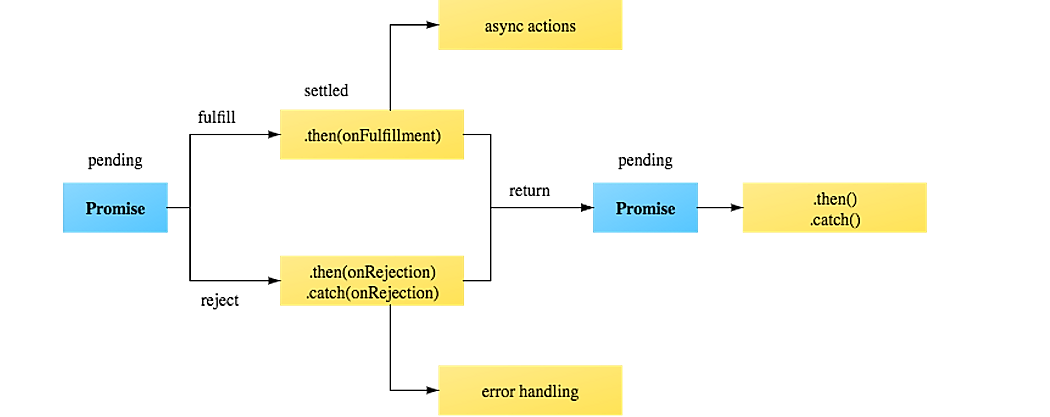 async actions
settled
fulfill
.then(onFulfillment)
pending
Promise
return
pending
Promise
.then()
.catch()
.then(onRejection)
.catch(onRejection)
reject
error handling